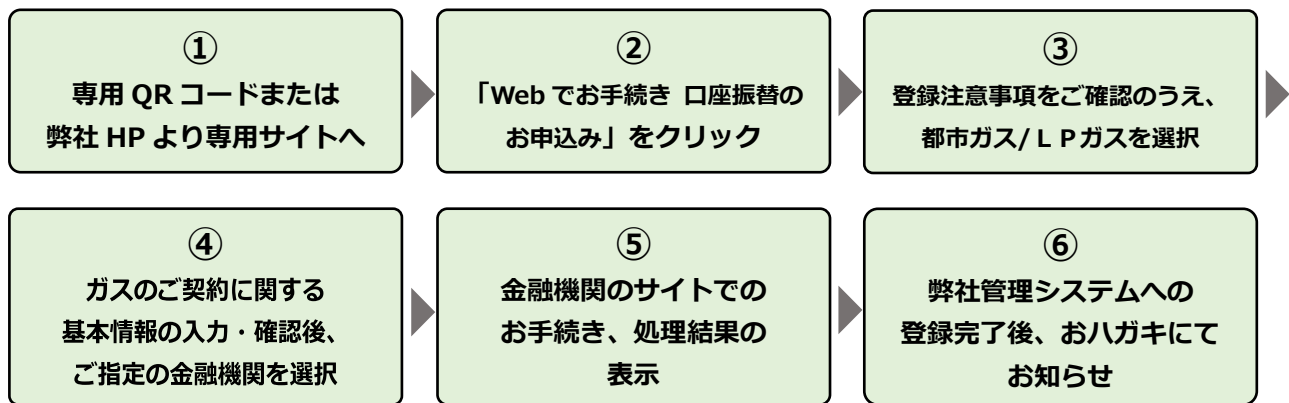 ①
専用 QR コードまたは
弊社 HP より専用サイトへ
②
「Web でお手続き 口座振替の
お申込み」をクリック
③
登録注意事項をご確認のうえ、
都市ガス/ＬＰガスを選択
④
ガスのご契約に関する
基本情報の入力・確認後、
ご指定の金融機関を選択
⑤
金融機関のサイトでの
お手続き、処理結果の
表示
⑥
弊社管理システムへの
登録完了後、おハガキにて
お知らせ